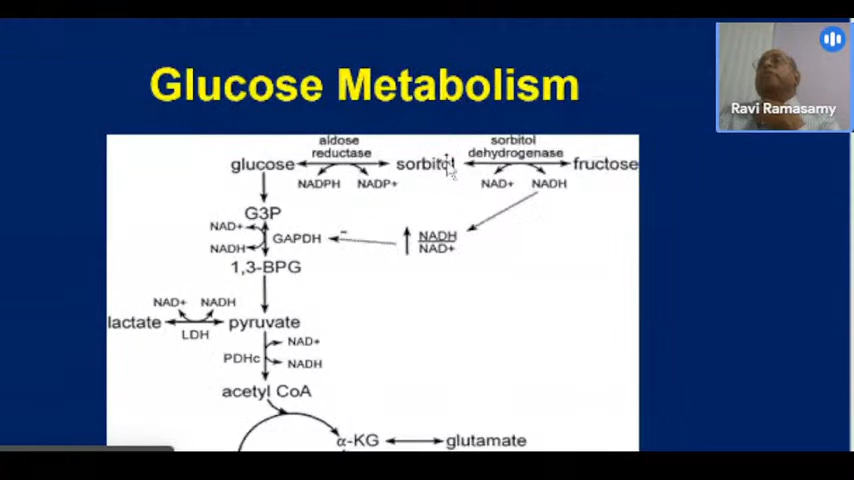 Glucose Metabolism
Ravi Ramasamy
aldose
reductase
sorbitol
dehydrogenase
glucose
sorbitol
fructose
NADPH
NADP+
NAD+
NADH
G3P
NAD+
NADH
GAPDH
-
NADH
NAD+
1,3-BPG
NAD+
NADH
lactate
pyruvate
LDH
PDHc
NAD+
NADH
acetyl CoA
α-KG
glutamate